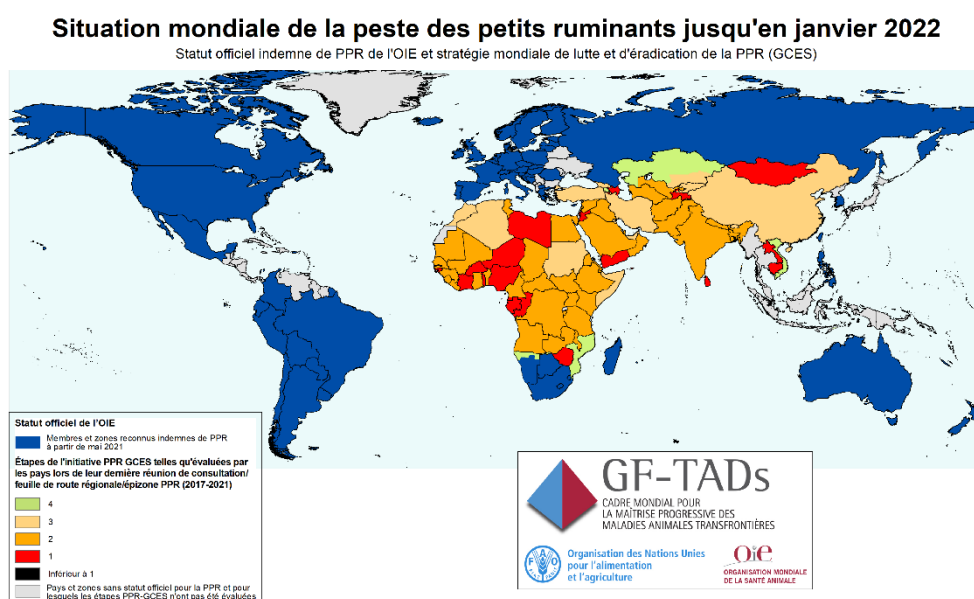 Situation mondiale de la peste des petits ruminants jusqu'en janvier 2022
Statut officiel indemne de PPR de l'OIE et stratégie mondiale de lutte et d'éradication de la PPR (GCES)
Statut officiel de l'OIE
Membres et zones reconnus indemnes de PPR
à partir de mai 2021
Étapes de l'initiative PPR GCES telles qu'évaluées par
les pays lors de leur dernière réunion de consultation/
feuille de route régionale/épizone PPR (2017-2021)
4
3
2
1
Inférieur à 1
Pays et zones sans statut officiel pour la PPR et pour
lesquels les étapes PPR-GCES n'ont pas été évaluées
GF-TADs
CADRE MONDIAL POUR
LA MAÎTRISE PROGRESSIVE DES
MALADIES ANIMALES TRANSFRONTIÈRES
FAO
Organisation des Nations Unies
pour l'alimentation
et l'agriculture
Oie
ORGANISATION MONDIALE
DE LA SANTÉ ANIMALE